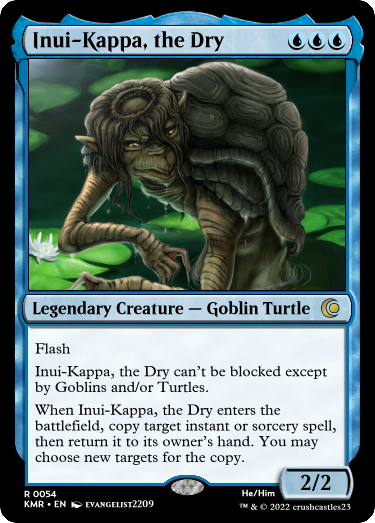 Inui-Kappa, the Dry
Legendary Creature — Goblin Turtle
Flash
Inui-Kappa, the Dry can't be blocked except
by Goblins and/or Turtles.
When Inui-Kappa, the Dry enters the
battlefield, copy target instant or sorcery spell,
then return it to its owner's hand. You may
choose new targets for the copy.
2/2
R 0054
KMR • EN EVANGELIST2209
He/Him
™ & © 2022 crushcastles23